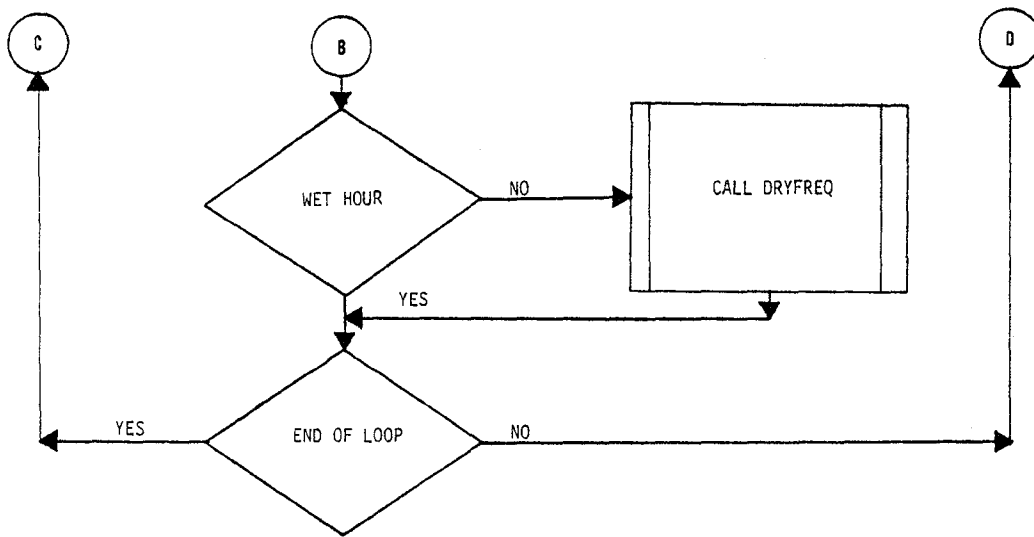 C
B
D
WET HOUR
NO
CALL DRYFREQ
YES
YES
END OF LOOP
NO